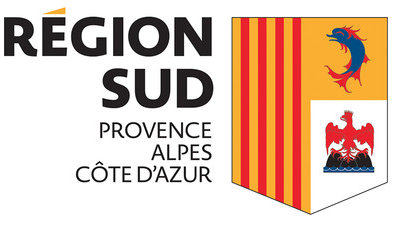 RÉGION
SUD
PROVENCE
ALPES
CÔTE D'AZUR